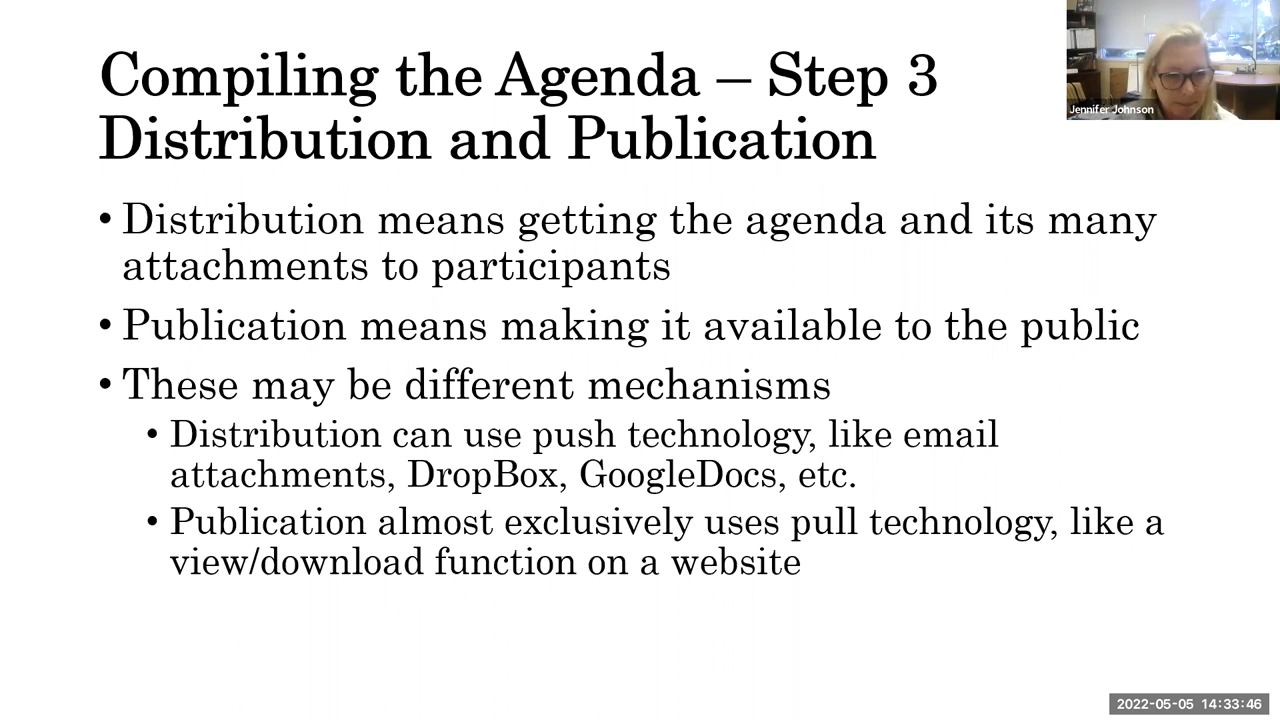 Compiling the Agenda – Step 3
Distribution and Publication
Jennifer Johnson
• Distribution means getting the agenda and its many
attachments to participants
• Publication means making it available to the public
• These may be different mechanisms
• Distribution can use push technology, like email
attachments, DropBox, GoogleDocs, etc.
• Publication almost exclusively uses pull technology, like a
view/download function on a website
2022-05-05 14:33:46